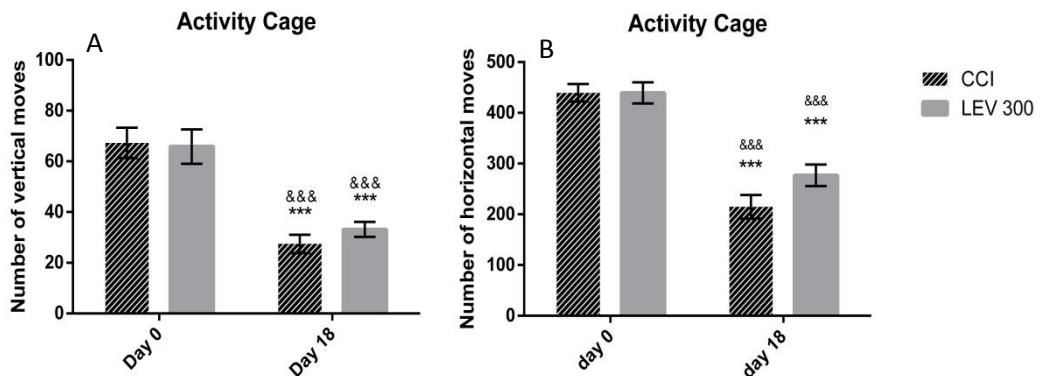 Activity Cage
A
Number of vertical moves
100
80
60
40
20
0
&&&
***
&&&
***
Day 0
Day 18
Activity Cage
B
Number of horizontal moves
500
400
300
200
100
0
&&&
***
&&&
***
day 0
day 18
CCI
LEV 300